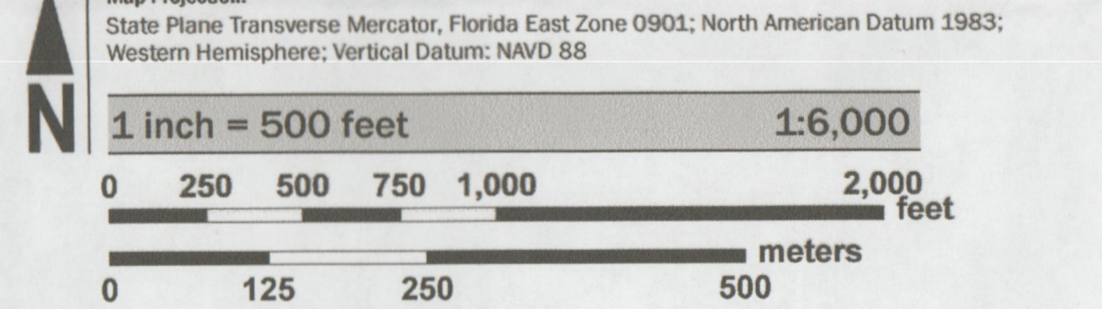 State Plane Transverse Mercator, Florida East Zone 0901; North American Datum 1983;
Western Hemisphere; Vertical Datum: NAVD 88
N
1 inch = 500 feet 1:6,000
0 250 500 750 1,000 2,000
feet
meters
0 125 250 500